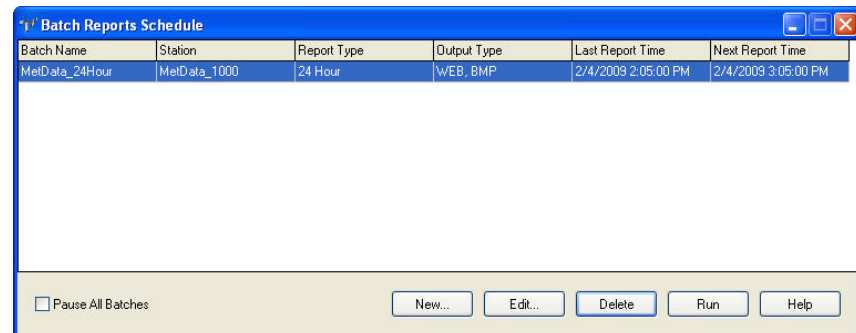 Batch Reports Schedule
Batch Name Station Report Type Output Type Last Report Time Next Report Time
MetData_24Hour MetData_1000 24 Hour WEB, BMP 2/4/2009 2:05:00 PM 2/4/2009 3:05:00 PM
Pause All Batches New... Edit... Delete Run Help